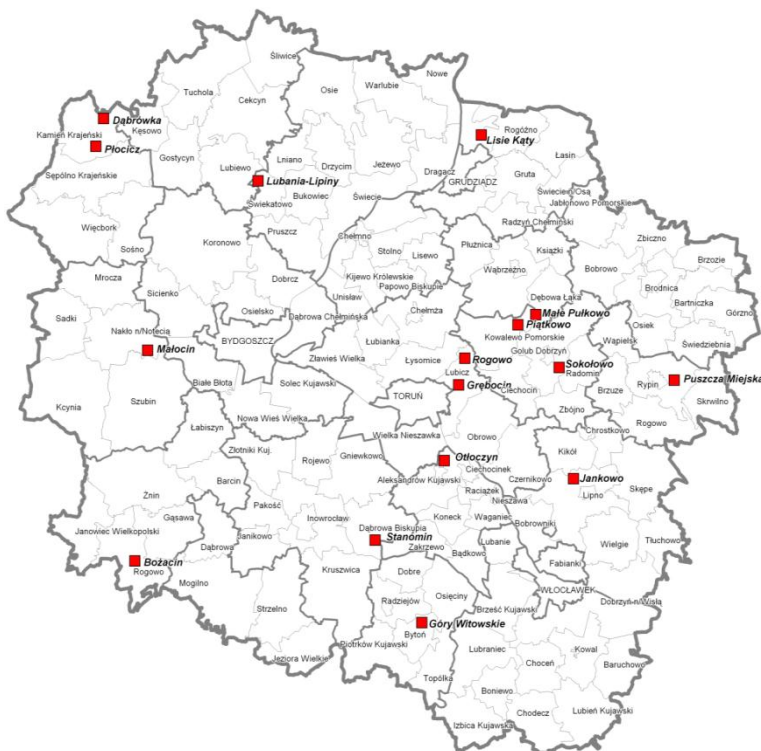 Nowe
Śliwice
Osie
Warlubie
Tuchola
Cekcyn
Dąbrówka
Kęsowo
Kamień Krajeński
Rogóźno
Lisie Kąty
Płocicz
Gostycyn
Lubiewo
Lniano
Drzycim
Jeżewo
Dragacz
Łasin
Gruta
GRUDZIĄDZ
Sępólno Krajeńskie
Lubania-Lipiny
Bukowiec
Świecie
Świecie n/Osą
Jabłonowo Pomorskie
Świekatowo
Radzyń Chełmiński
Więcbork
Pruszcz
Chełmno
Sośno
Koronowo
Stolno
Lisewo
Płużnica
Książki
Zbiczno
Brzozie
Wąbrzeźno
Bobrowo
Mrocza
Dobrcz
Kijewo Królewskie
Papowo Biskupie
Sicienko
Unisław
Brodnica
Bartniczka
Dębowa Łąka
Górzno
Sadki
Osielsko
Dąbrowa Chełmińska
Chełmża
Małe Pułkowo
Piątkowo
Osiek
Nakło n/Notecią
Kowalewo Pomorskie
Wąpielsk
Świedziebnia
BYDGOSZCZ
Łubianka
Golub Dobrzyń
Małocin
Zławieś Wielka
Łysomice
Rogowo
Lubicz
Sokołowo
Radomin
Białe Błota
Solec Kujawski
Grębocin
Ciechocin
Brzuze
Rypin
Puszcza Miejska
Kcynia
Szubin
TORUŃ
Skrwilno
Nowa Wieś Wielka
Zbójno
Rogowo
Łabiszyn
Obrowo
Chrostkowo
Wielka Nieszawka
Złotniki Kuj.
Rojewo
Gniewkowo
Kikół
Otłoczyn
Ciechocinek
Barcin
Aleksandrów Kujawski
Czernikowo
Jankowo
Skępe
Żnin
Pakość
Raciążek
Lipno
Nieszawa
Gąsawa
Inowrocław
Koneck
Waganiec
Bobrowniki
Janowiec Wielkopolski
Dąbrowa Biskupia
Stanomin
Lubanie
Tłuchowo
Dąbrowa
Janikowo
Zakrzewo
Bądkowo
Wielgie
Bożacin
Fabianki
Rogowo
Mogilno
Kruszwica
Dobre
WŁOCŁAWEK
Radziejów
Osięciny
Dobrzyń n/Wisłą
Strzelno
Brześć Kujawski
Góry Witowskie
Bytoń
Piotrków Kujawski
Lubraniec
Kowal
Jeziora Wielkie
Choceń
Baruchowo
Topólka
Boniewo
Chodecz
Lubień Kujawski
Izbica Kujawska